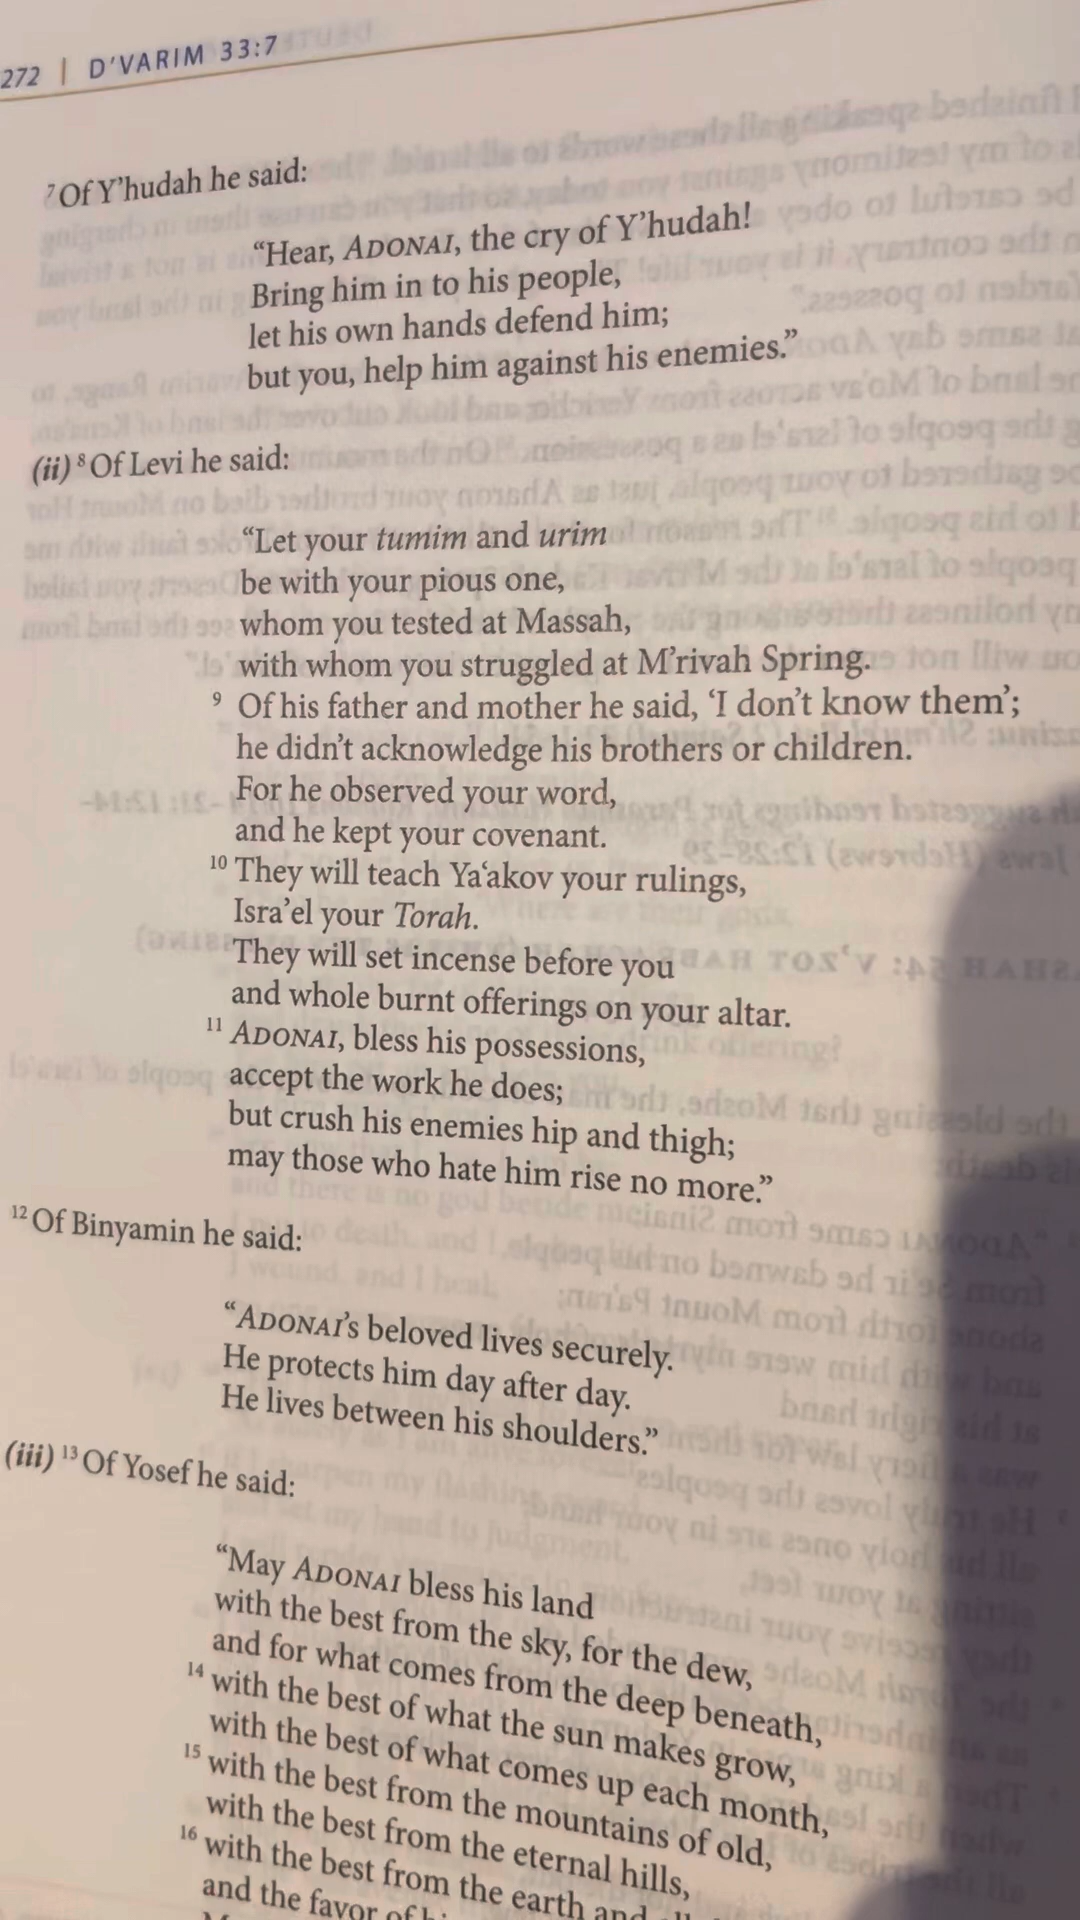 272 | D'VARIM 33:7
7 Of Y'hudah he said:
“Hear, ADONAI, the cry of Y'hudah!
Bring him in to his people,
let his own hands defend him;
but you, help him against his enemies.”
(ii) 8 Of Levi he said:
“Let your tumim and urim
be with your pious one,
whom you tested at Massah,
with whom you struggled at M'rivah Spring.
9 Of his father and mother he said, ‘I don't know them’;
he didn't acknowledge his brothers or children.
For he observed your word,
and he kept your covenant.
10 They will teach Ya‘akov your rulings,
Isra'el your Torah.
They will set incense before you
and whole burnt offerings on your altar.
11 ADONAI, bless his possessions,
accept the work he does;
but crush his enemies hip and thigh;
may those who hate him rise no more.”
12 Of Binyamin he said:
“ADONAI's beloved lives securely.
He protects him day after day.
He lives between his shoulders.”
(iii) 13 Of Yosef he said:
“May ADONAI bless his land
with the best from the sky, for the dew,
and for what comes from the deep beneath,
14 with the best of what the sun makes grow,
with the best of what comes up each month,
15 with the best from the mountains of old,
with the best from the eternal hills,
16 with the best from the earth and
and the favor of